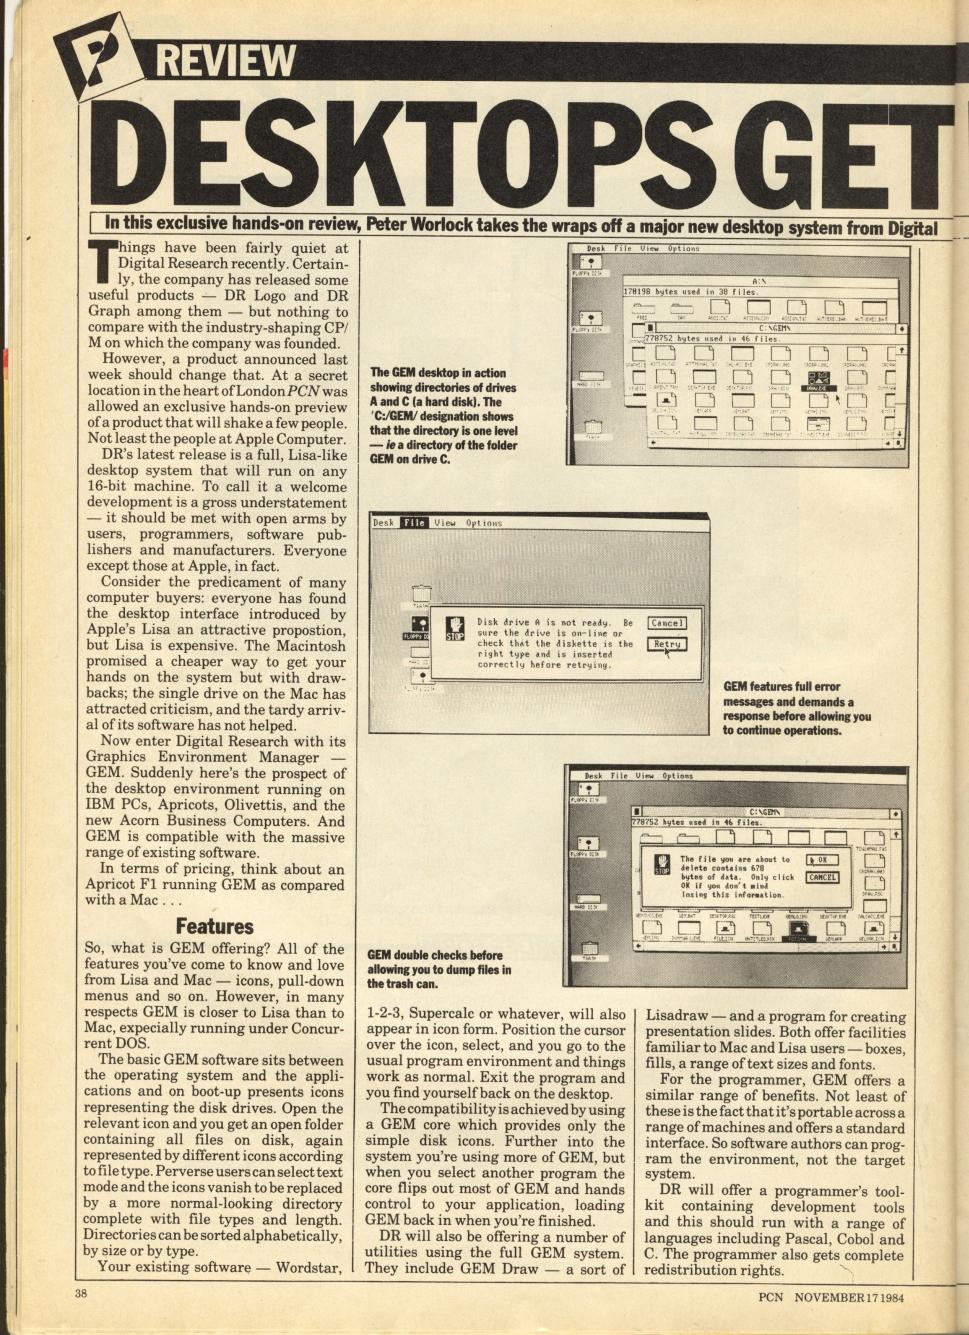 P REVIEW
DESKTOPS GET
In this exclusive hands-on review, Peter Worlock takes the wraps off a major new desktop system from Digital
Things have been fairly quiet at
Digital Research recently. Certain-
ly, the company has released some
useful products — DR Logo and DR
Graph among them — but nothing to
compare with the industry-shaping CP/
M on which the company was founded.
However, a product announced last
week should change that. At a secret
location in the heart of London PCN was
allowed an exclusive hands-on preview
of a product that will shake a few people.
Not least the people at Apple Computer.
DR's latest release is a full, Lisa-like
desktop system that will run on any
16-bit machine. To call it a welcome
development is a gross understatement
— it should be met with open arms by
users, programmers, software pub-
lishers and manufacturers. Everyone
except those at Apple, in fact.
Consider the predicament of many
computer buyers: everyone has found
the desktop interface introduced by
Apple's Lisa an attractive propostion,
but Lisa is expensive. The Macintosh
promised a cheaper way to get your
hands on the system but with draw-
backs; the single drive on the Mac has
attracted criticism, and the tardy arriv-
al of its software has not helped.
Now enter Digital Research with its
Graphics Environment Manager —
GEM. Suddenly here's the prospect of
the desktop environment running on
IBM PCs, Apricots, Olivettis, and the
new Acorn Business Computers. And
GEM is compatible with the massive
range of existing software.
In terms of pricing, think about an
Apricot F1 running GEM as compared
with a Mac . . .
Features
So, what is GEM offering? All of the
features you've come to know and love
from Lisa and Mac — icons, pull-down
menus and so on. However, in many
respects GEM is closer to Lisa than to
Mac, expecially running under Concur-
rent DOS.
The basic GEM software sits between
the operating system and the appli-
cations and on boot-up presents icons
representing the disk drives. Open the
relevant icon and you get an open folder
containing all files on disk, again
represented by different icons according
to file type. Perverse users can select text
mode and the icons vanish to be replaced
by a more normal-looking directory
complete with file types and length.
Directories can be sorted alphabetically,
by size or by type.
Your existing software — Wordstar,
The GEM desktop in action
showing directories of drives
A and C (a hard disk). The
'C:/GEM/ designation shows
that the directory is one level
— ie a directory of the folder
GEM on drive C.
Desk File View Options
FLOPPY DISK
A:\
178198 bytes used in 38 files.
FLOPPY DISK
C:\GEM\
778752 bytes used in 46 files.
HARD DISK
TRASH
Desk File View Options
TRASH
Disk drive A is not ready. Be
sure the drive is on-line or
check that the diskette is the
right type and is inserted
correctly before retrying.
STOP
Cancel
Retry
GEM features full error
messages and demands a
response before allowing you
to continue operations.
Desk File View Options
FLOPPY DISK
C:\GEM\
778752 bytes used in 46 files.
FLOPPY DISK
The file you are about to
delete contains 678
bytes of data. Only click
OK if you don't mind
losing this information.
STOP
OK
CANCEL
HARD DISK
TRASH
GEM double checks before
allowing you to dump files in
the trash can.
1-2-3, Supercalc or whatever, will also
appear in icon form. Position the cursor
over the icon, select, and you go to the
usual program environment and things
work as normal. Exit the program and
you find yourself back on the desktop.
The compatibility is achieved by using
a GEM core which provides only the
simple disk icons. Further into the
system you're using more of GEM, but
when you select another program the
core flips out most of GEM and hands
control to your application, loading
GEM back in when you're finished.
DR will also be offering a number of
utilities using the full GEM system.
They include GEM Draw — a sort of
Lisadraw — and a program for creating
presentation slides. Both offer facilities
familiar to Mac and Lisa users — boxes,
fills, a range of text sizes and fonts.
For the programmer, GEM offers a
similar range of benefits. Not least of
these is the fact that it's portable across a
range of machines and offers a standard
interface. So software authors can prog-
ram the environment, not the target
system.
DR will offer a programmer's tool-
kit containing development tools
and this should run with a range of
languages including Pascal, Cobol and
C. The programmer also gets complete
redistribution rights.
38
PCN NOVEMBER 17 1984